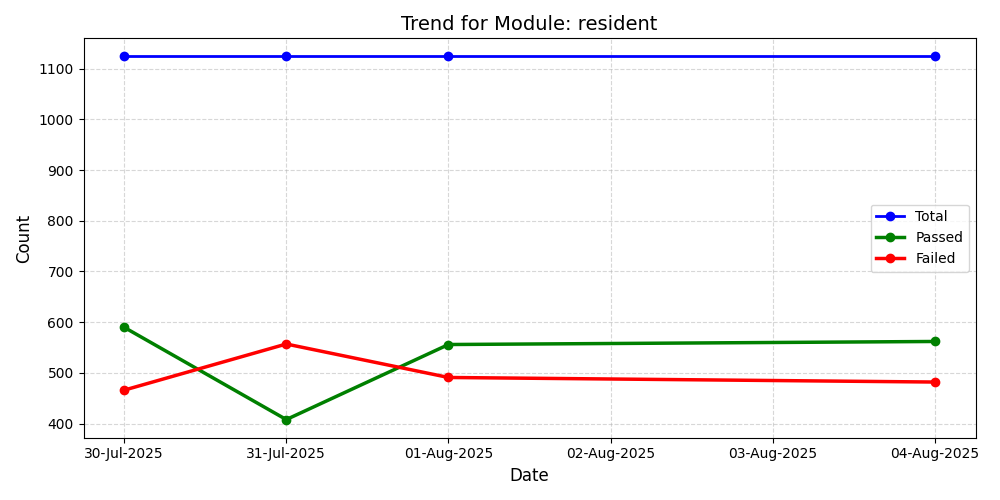 Trend for Module: resident
1100
1000
900
800
700
600
500
400
Count
Total
Passed
Failed
30-Jul-2025
31-Jul-2025
01-Aug-2025
02-Aug-2025
03-Aug-2025
04-Aug-2025
Date